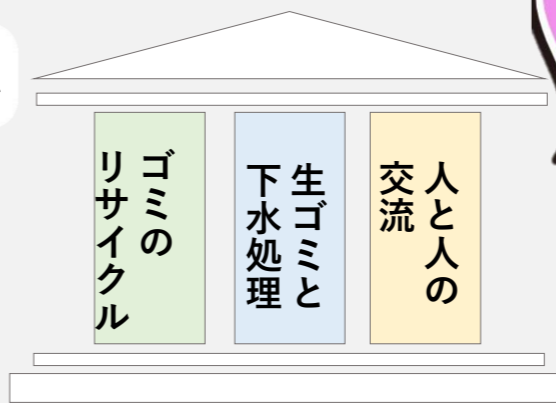 ゴミの
リサイクル
生ゴミと
下水処理
人と人の
交流